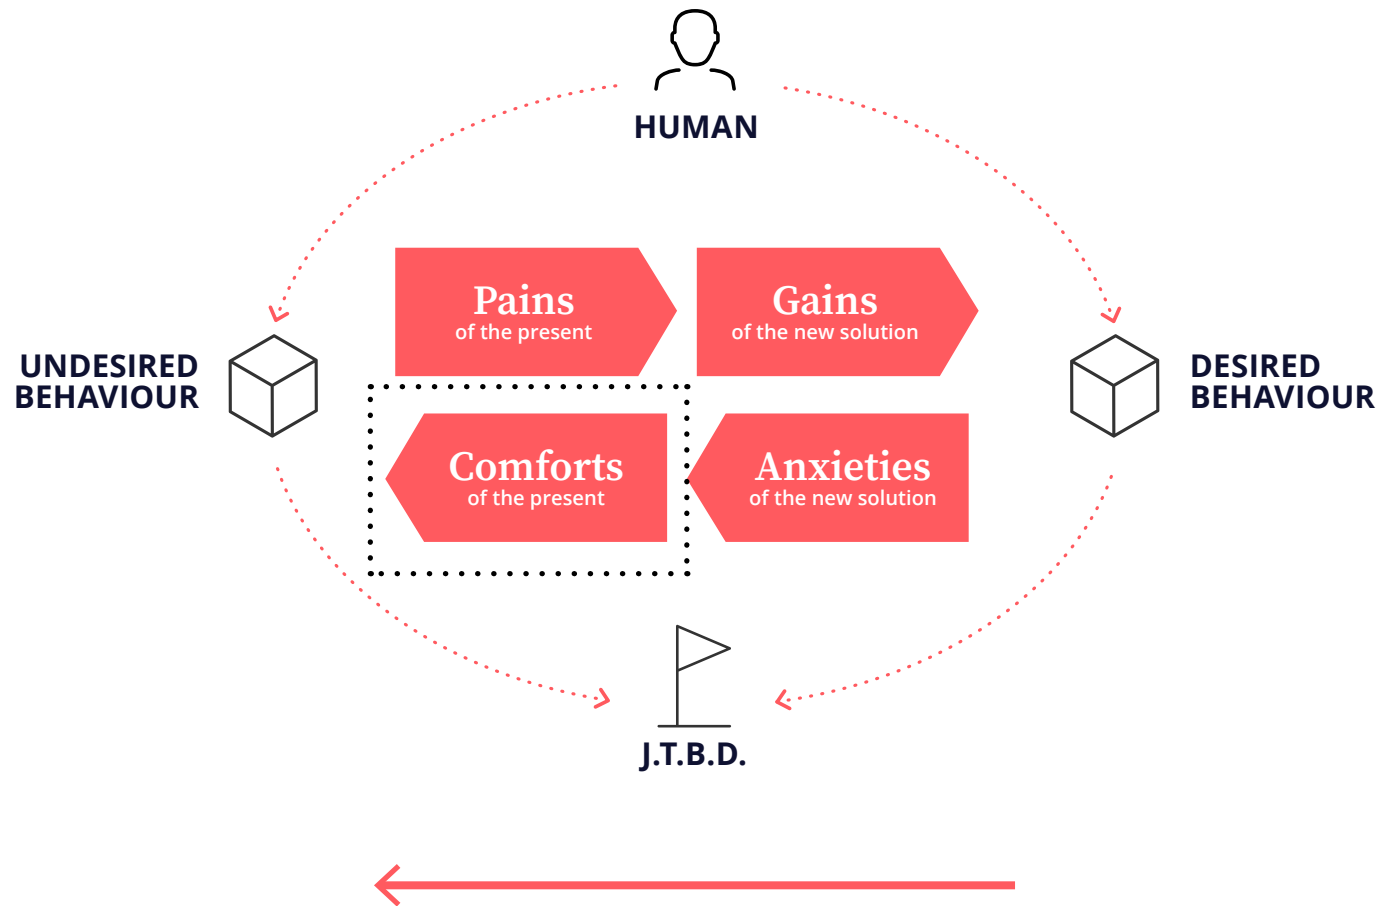 HUMAN
Pains
of the present
Gains
of the new solution
UNDESIRED
BEHAVIOUR
DESIRED
BEHAVIOUR
Comforts
of the present
Anxieties
of the new solution
J.T.B.D.